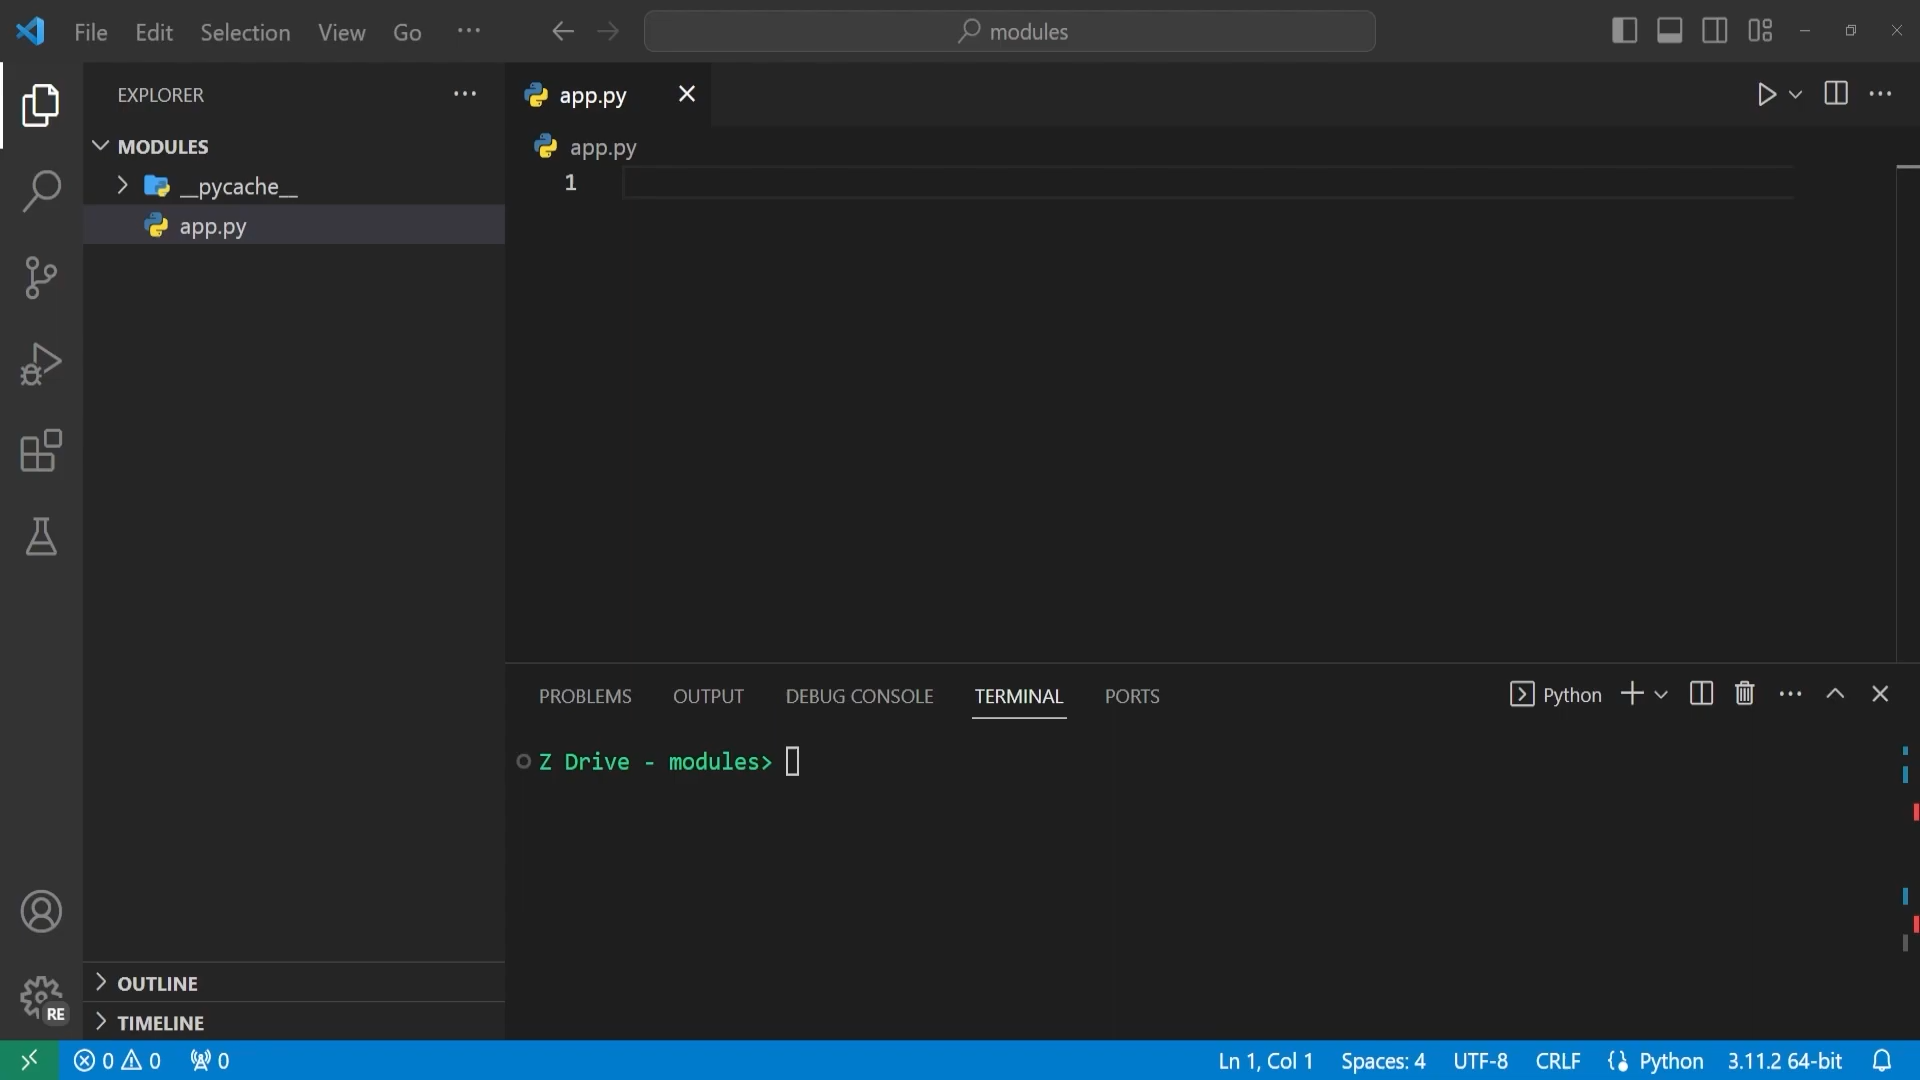 File Edit Selection View Go ···
modules
EXPLORER ···
MODULES
__pycache__
app.py
app.py
app.py
1
PROBLEMS OUTPUT DEBUG CONSOLE TERMINAL PORTS
Python
Z Drive - modules>
OUTLINE
TIMELINE
RE
0 0 0
Ln 1, Col 1 Spaces: 4 UTF-8 CRLF Python 3.11.2 64-bit